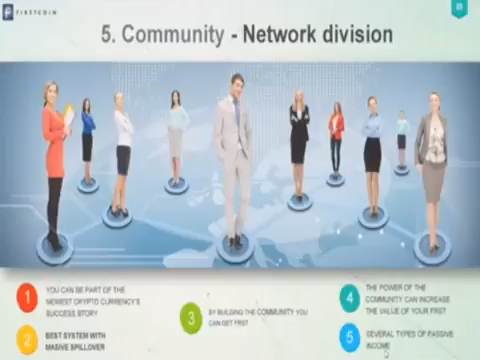 FIRSTCOIN
5. Community - Network division
1
YOU CAN BE PART OF THE
NEWEST CRYPTO CURRENCY'S
SUCCESS STORY
2
BEST SYSTEM WITH
MASIVE SPILLOVER
3
BY BUILDING THE COMMUNITY YOU
CAN GET FRST
4
THE POWER OF THE
COMMUNITY CAN INCREASE
THE VALUE OF YOUR FRST
5
SEVERAL TYPES OF PASSIVE
INCOME